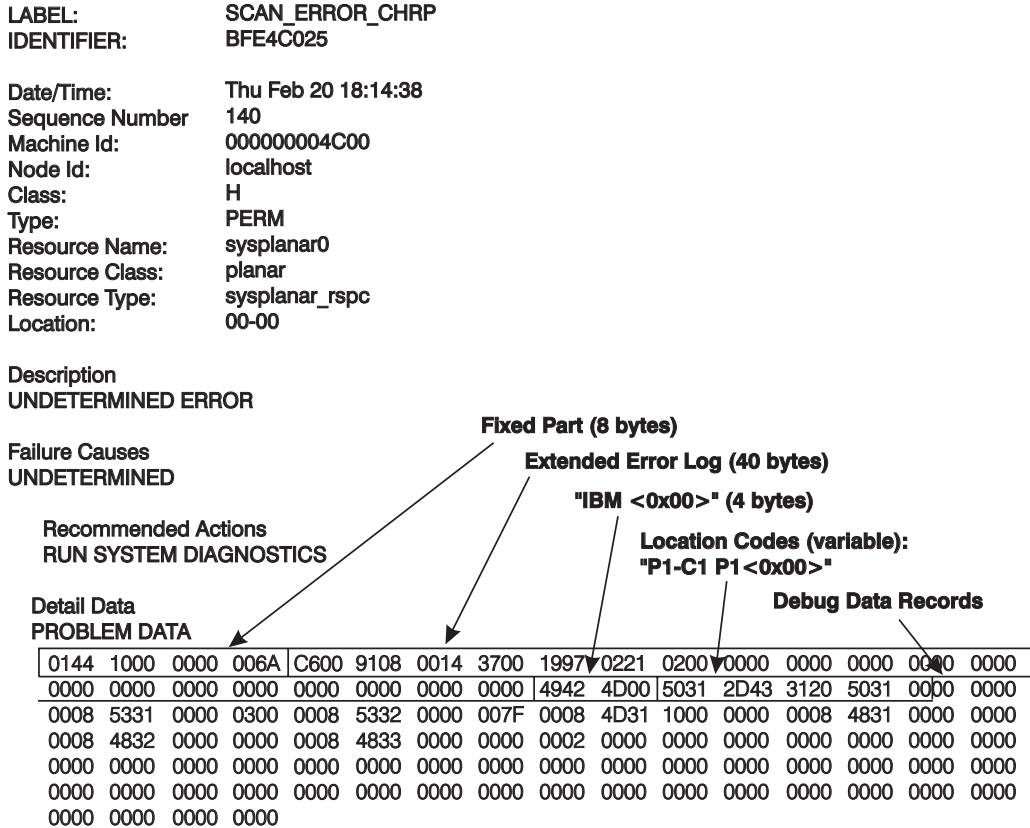 LABEL: SCAN_ERROR_CHRP
IDENTIFIER: BFE4C025
Date/Time: Thu Feb 20 18:14:38
Sequence Number 140
Machine Id: 000000004C00
Node Id: localhost
Class: H
Type: PERM
Resource Name: sysplanar0
Resource Class: planar
Resource Type: sysplanar_rspc
Location: 00-00
Description
UNDETERMINED ERROR
Fixed Part (8 bytes)
Failure Causes
UNDETERMINED
Extended Error Log (40 bytes)
"IBM <0x00>" (4 bytes)
Recommended Actions
RUN SYSTEM DIAGNOSTICS
Location Codes (variable):
"P1-C1 P1<0x00>"
Debug Data Records
Detail Data
PROBLEM DATA
0144 1000 0000 006A C600 9108 0014 3700 1997 0221 0200 0000 0000 0000 0000 0000
0000 0000 0000 0000 0000 0000 0000 0000 4942 4D00 5031 2D43 3120 5031 0000 0000
0008 5331 0000 0300 0008 5332 0000 007F 0008 4D31 1000 0000 0008 4831 0000 0000
0008 4832 0000 0000 0008 4833 0000 0000 0002 0000 0000 0000 0000 0000 0000 0000
0000 0000 0000 0000 0000 0000 0000 0000 0000 0000 0000 0000 0000 0000 0000 0000
0000 0000 0000 0000 0000 0000 0000 0000 0000 0000 0000 0000 0000 0000 0000 0000
0000 0000 0000 0000